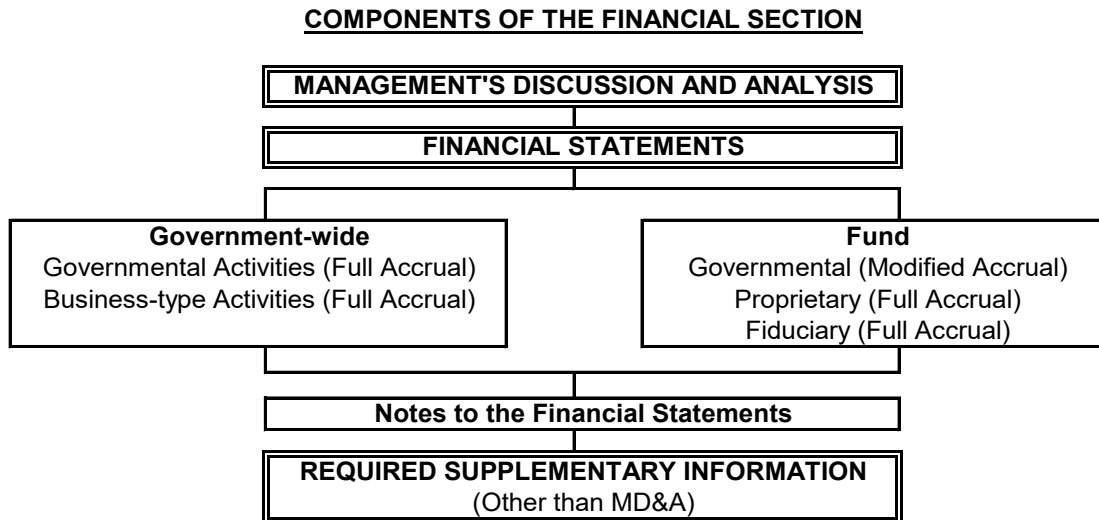 COMPONENTS OF THE FINANCIAL SECTION
MANAGEMENT'S DISCUSSION AND ANALYSIS
FINANCIAL STATEMENTS
Government-wide
Governmental Activities (Full Accrual)
Business-type Activities (Full Accrual)
Fund
Governmental (Modified Accrual)
Proprietary (Full Accrual)
Fiduciary (Full Accrual)
Notes to the Financial Statements
REQUIRED SUPPLEMENTARY INFORMATION
(Other than MD&A)